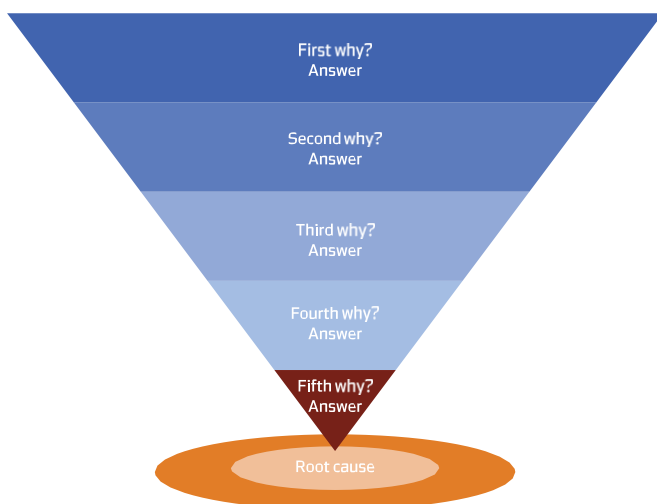 First why?
Answer
Second why?
Answer
Third why?
Answer
Fourth why?
Answer
Fifth why?
Answer
Root cause